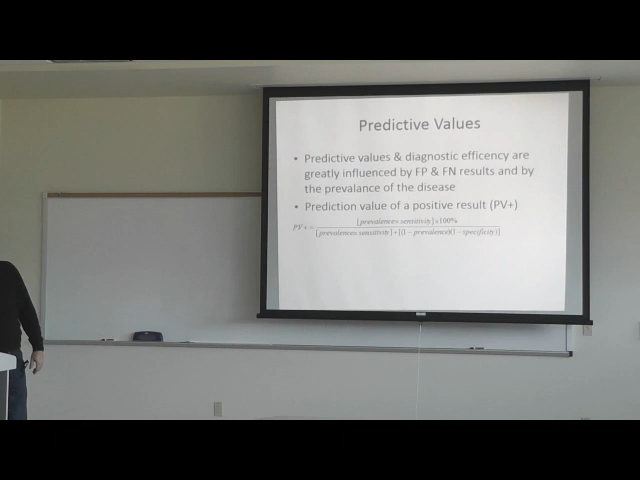 Predictive Values
• Predictive values & diagnostic efficency are
greatly influenced by FP & FN results and by
the prevalance of the disease
• Prediction value of a positive result (PV+)
PV+ = [prevalence× sensitivity]×100% / [prevalence× sensitivity]+[(1 − prevalence)(1 − specificity)]